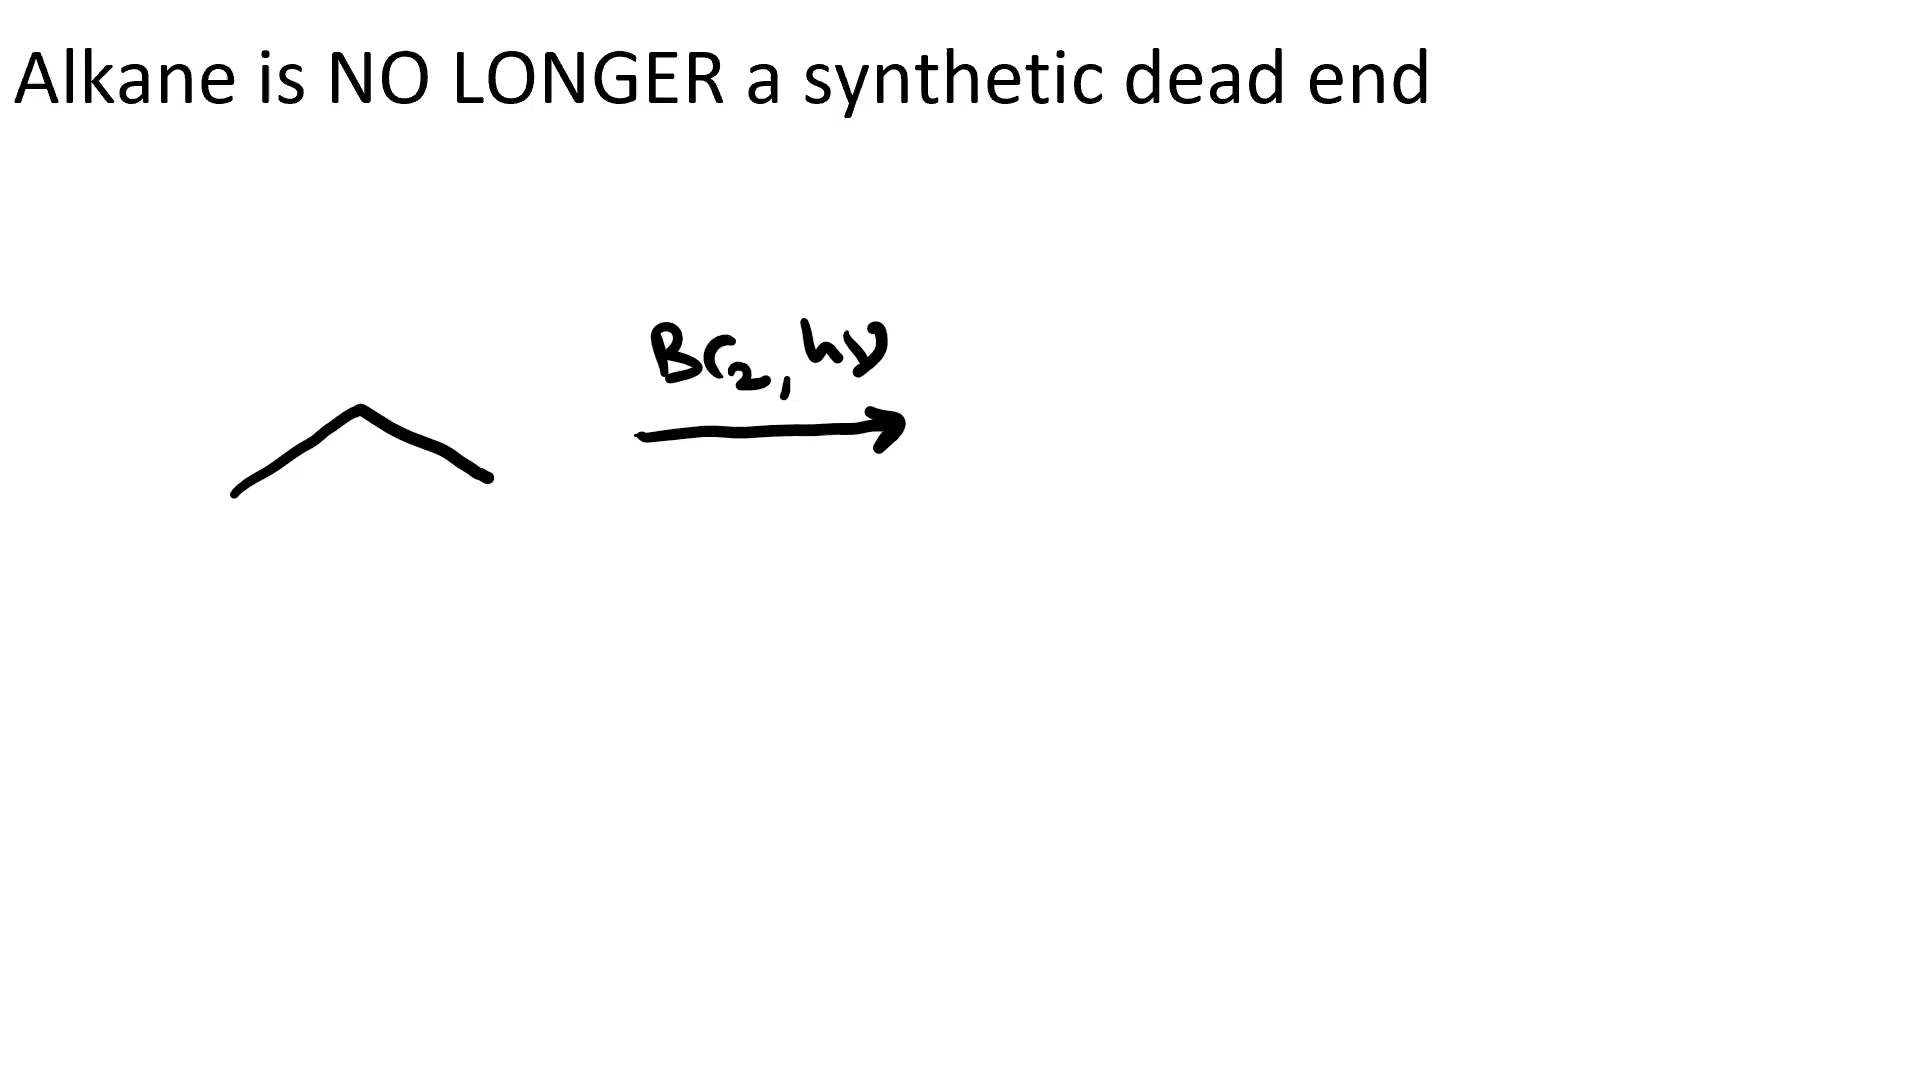 Alkane is NO LONGER a synthetic dead end
Br₂, hν